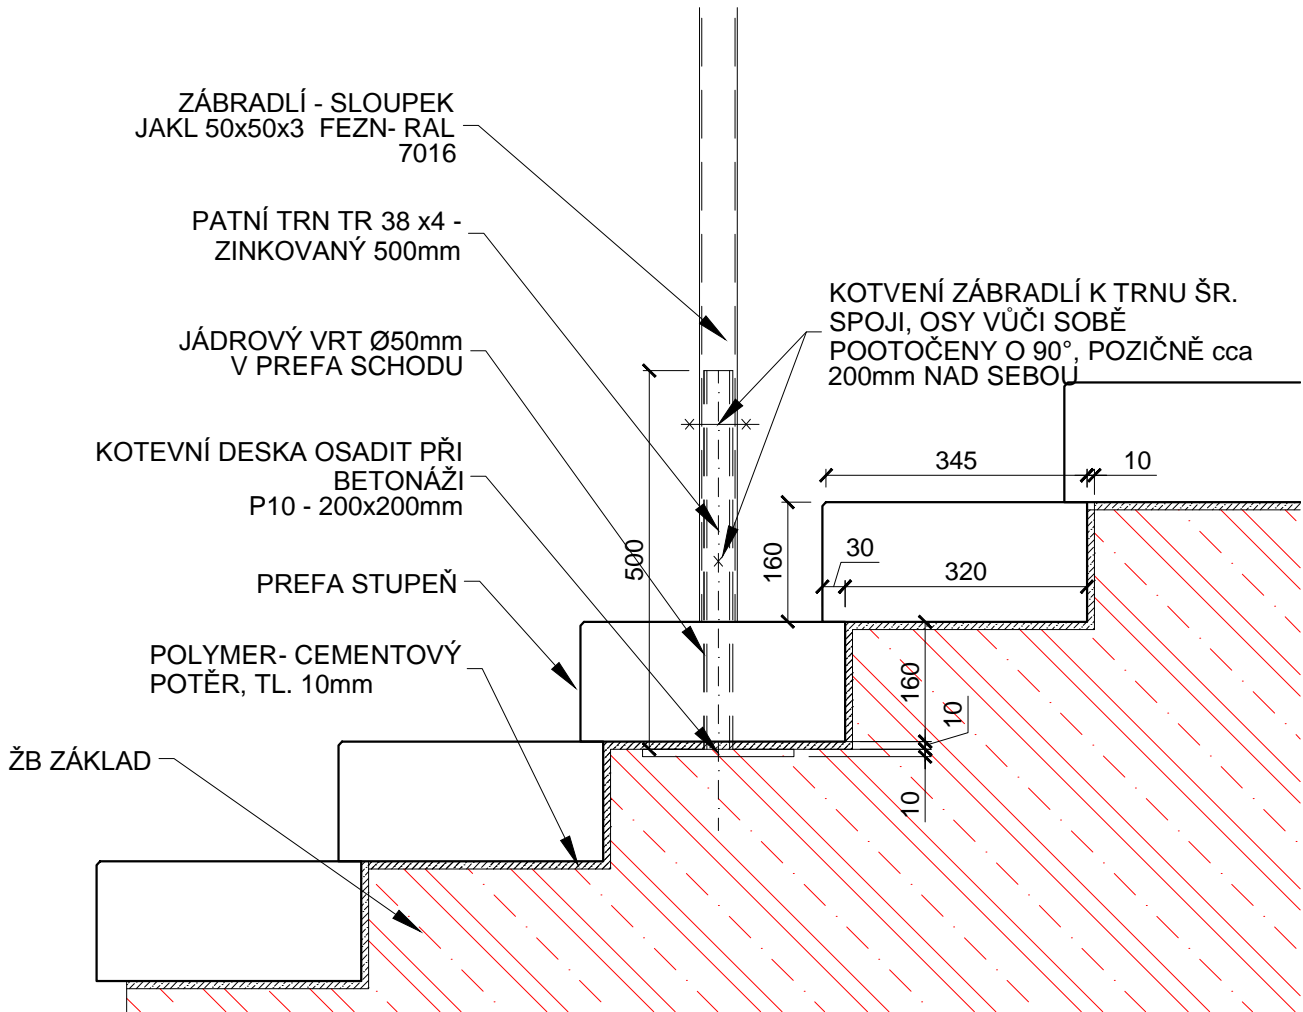 ZÁBRADLÍ - SLOUPEK
JAKL 50x50x3  FEZN- RAL
7016
PATNÍ TRN TR 38 x4 -
ZINKOVANÝ 500mm
JÁDROVÝ VRT Ø50mm
V PREFA SCHODU
KOTEVNÍ DESKA OSADIT PŘI
BETONÁŽI
P10 - 200x200mm
PREFA STUPEŇ
POLYMER- CEMENTOVÝ
POTĚR, TL. 10mm
ŽB ZÁKLAD
KOTVENÍ ZÁBRADLÍ K TRNU ŠR.
SPOJI, OSY VŮČI SOBĚ
POOTOČENY O 90°, POZIČNĚ cca
200mm NAD SEBOU
345
10
500
160
30
320
160
10
10